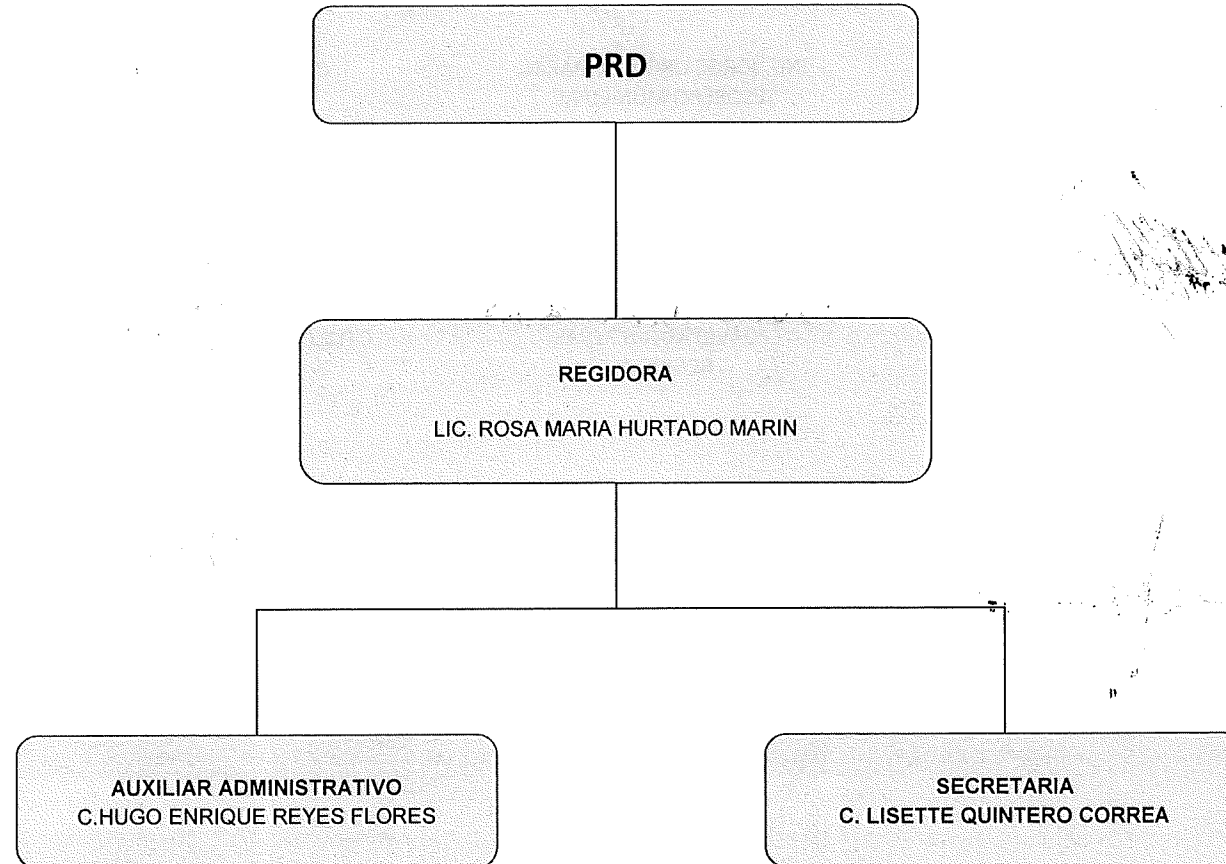 PRD
REGIDORA
LIC. ROSA MARIA HURTADO MARIN
AUXILIAR ADMINISTRATIVO
C.HUGO ENRIQUE REYES FLORES
SECRETARIA
C. LISETTE QUINTERO CORREA